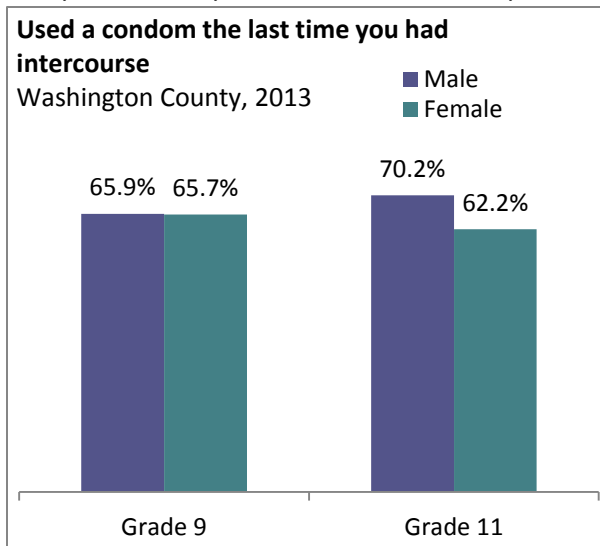 Used a condom the last time you had
intercourse
Washington County, 2013
Male
Female
65.9%
65.7%
70.2%
62.2%
Grade 9
Grade 11